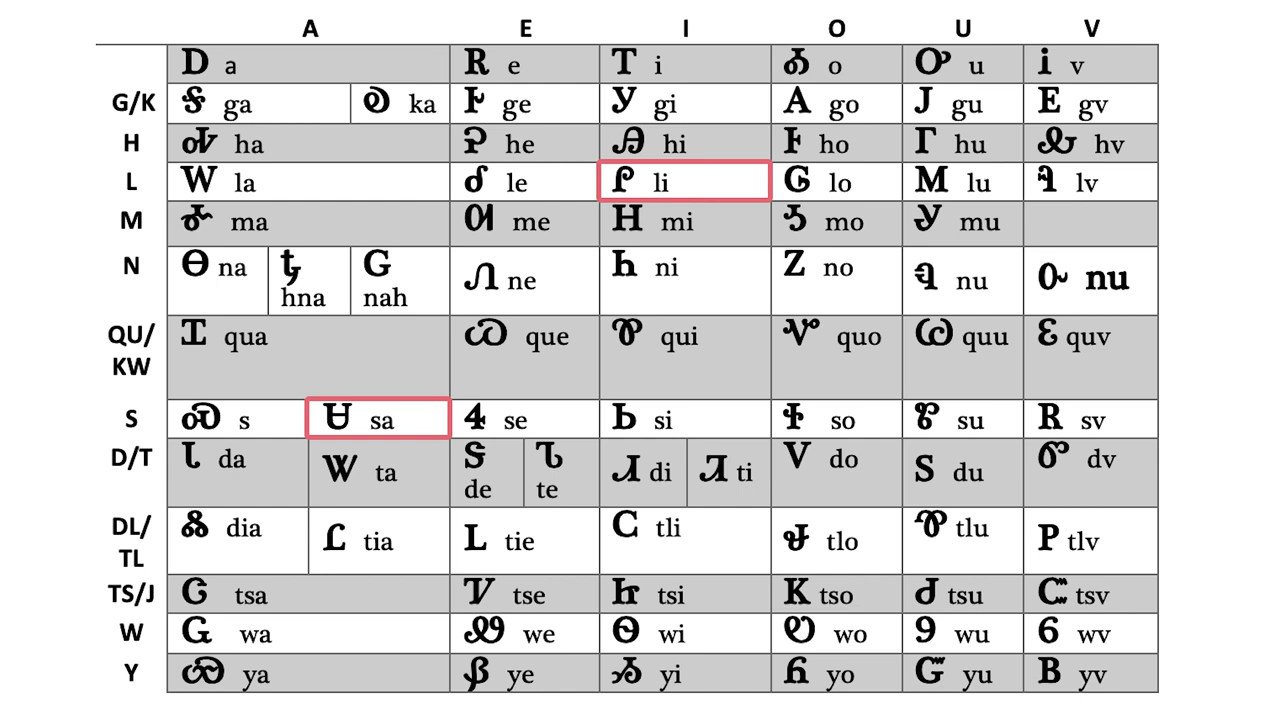 A E I O U V
Ꭰ a Ꭱ e Ꭲ i Ꭳ o Ꭴ u Ꭵ v
G/K Ꭶ ga Ꭷ ka Ꭸ ge Ꭹ gi Ꭺ go Ꭻ gu Ꭼ gv
H Ꭽ ha Ꭾ he Ꭿ hi Ꮀ ho Ꮁ hu Ꮂ hv
L Ꮃ la Ꮄ le Ꮅ li Ꮆ lo Ꮇ lu Ꮈ lv
M Ꮉ ma Ꮊ me Ꮋ mi Ꮌ mo Ꮍ mu
N Ꮎ na Ꮏ hna Ꮐ nah Ꮑ ne Ꮒ ni Ꮓ no Ꮔ nu Ꮕ nu
QU/KW Ꮖ qua Ꮗ que Ꮘ qui Ꮙ quo Ꮚ quu Ꮛ quv
S Ꮝ s Ꮜ sa Ꮞ se Ꮟ si Ꮠ so Ꮡ su Ꮢ sv
D/T Ꮣ da Ꮤ ta Ꮥ de Ꮦ te Ꮧ di Ꮨ ti Ꮩ do Ꮪ du Ꮫ dv
DL/TL Ꮬ dia Ꮭ tia Ꮮ tie Ꮯ tli Ꮰ tlo Ꮱ tlu Ꮲ tlv
TS/J Ꮳ tsa Ꮴ tse Ꮵ tsi Ꮶ tso Ꮷ tsu Ꮸ tsv
W Ꮹ wa Ꮺ we Ꮻ wi Ꮼ wo Ꮽ wu Ꮾ wv
Y Ꮿ ya Ᏸ ye Ᏹ yi Ᏺ yo Ᏻ yu Ᏼ yv